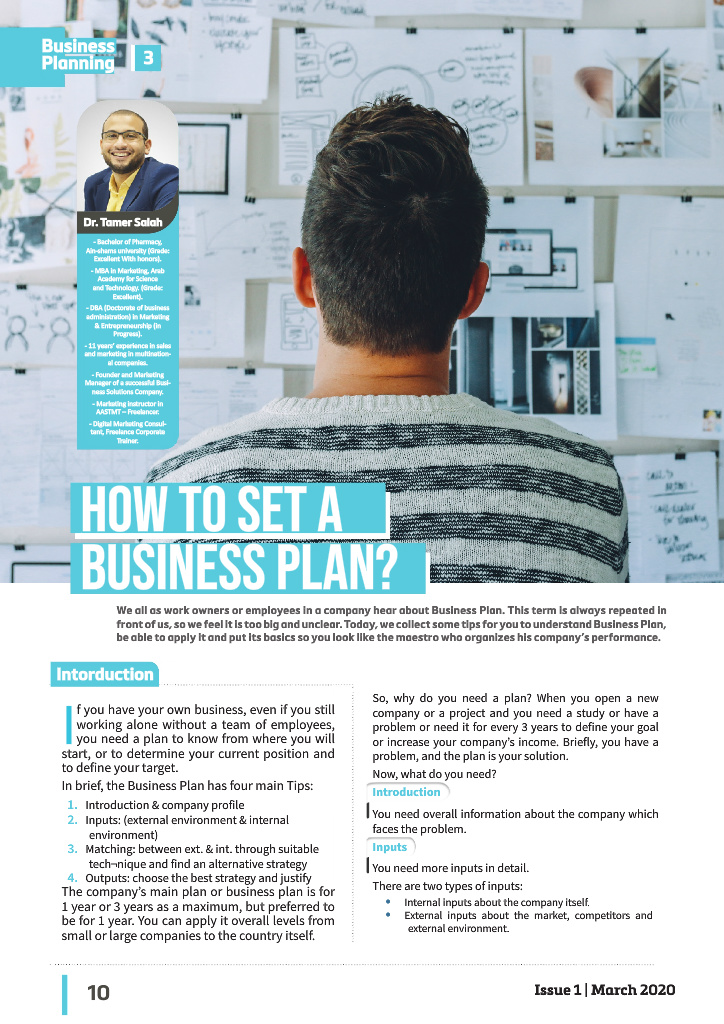 Business
Planning
3
Dr. Tamer Salah
- Bachelor of Pharmacy,
Ain-shams university (Grade:
Excellent With honors).
- MBA in Marketing, Arab
Academy for Science
and Technology. (Grade:
Excellent).
- DBA (Doctorate of business
administration) in Marketing
& Entrepreneurship (in
Progress).
- 11 years' experience in sales
and marketing in multination-
al companies.
- Founder and Marketing
Manager of a successful Busi-
ness Solutions Company.
- Marketing Instructor in
AASTMT – Freelancer.
- Digital Marketing Consul-
tant, Freelance Corporate
Trainer.
HOW TO SET A
BUSINESS PLAN?
We all as work owners or employees in a company hear about Business Plan. This term is always repeated in
front of us, so we feel it is too big and unclear. Today, we collect some tips for you to understand Business Plan,
be able to apply it and put its basics so you look like the maestro who organizes his company's performance.
Intorduction
If you have your own business, even if you still
working alone without a team of employees,
you need a plan to know from where you will
start, or to determine your current position and
to define your target.
In brief, the Business Plan has four main Tips:
1. Introduction & company profile
2. Inputs: (external environment & internal
environment)
3. Matching: between ext. & int. through suitable
tech¬nique and find an alternative strategy
4. Outputs: choose the best strategy and justify
The company's main plan or business plan is for
1 year or 3 years as a maximum, but preferred to
be for 1 year. You can apply it overall levels from
small or large companies to the country itself.
So, why do you need a plan? When you open a new
company or a project and you need a study or have a
problem or need it for every 3 years to define your goal
or increase your company's income. Briefly, you have a
problem, and the plan is your solution.
Now, what do you need?
Introduction
You need overall information about the company which
faces the problem.
Inputs
You need more inputs in detail.
There are two types of inputs:
• Internal inputs about the company itself.
• External inputs about the market, competitors and
external environment.
10
Issue 1 | March 2020